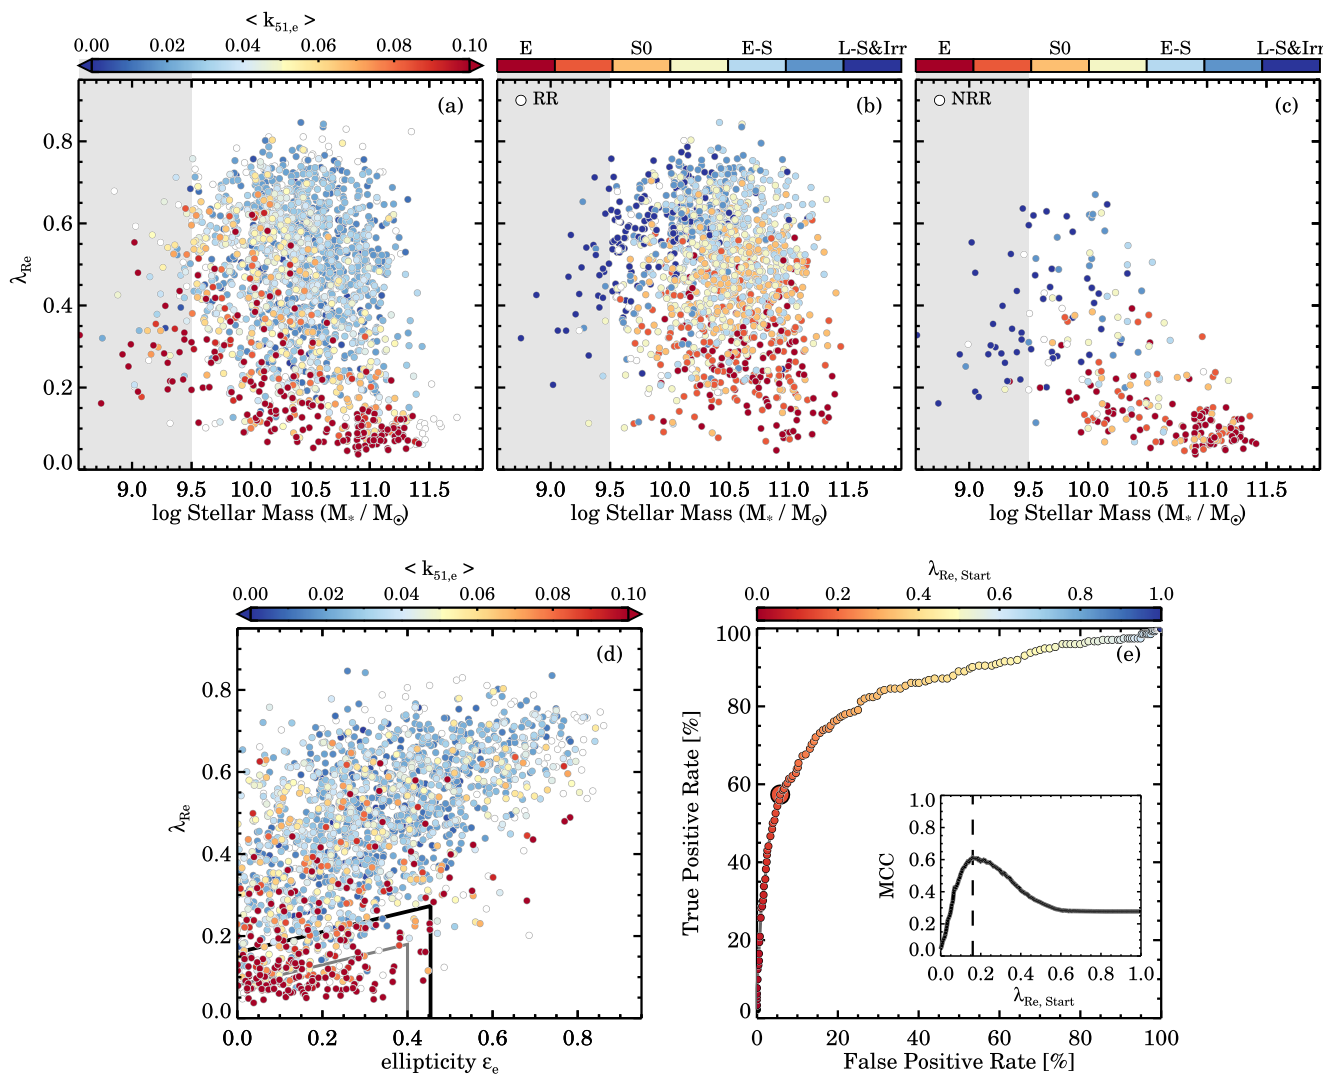 < k51,e >
0.00 0.02 0.04 0.06 0.08 0.10
E S0 E-S L-S&Irr
E S0 E-S L-S&Irr
(a)
RR
(b)
NRR
(c)
0.8
0.6
0.4
0.2
0.0
λRe
9.0 9.5 10.0 10.5 11.0 11.5
9.0 9.5 10.0 10.5 11.0 11.5
9.0 9.5 10.0 10.5 11.0 11.5
log Stellar Mass (M* / M⊙)
log Stellar Mass (M* / M⊙)
log Stellar Mass (M* / M⊙)
< k51,e >
0.00 0.02 0.04 0.06 0.08 0.10
(d)
0.8
0.6
0.4
0.2
0.0
λRe
0.0 0.2 0.4 0.6 0.8
ellipticity εe
λRe, Start
0.0 0.2 0.4 0.6 0.8 1.0
(e)
100
80
60
40
20
0
True Positive Rate [%]
0 20 40 60 80 100
False Positive Rate [%]
1.0
0.8
0.6
0.4
0.2
0.0
MCC
0.0 0.2 0.4 0.6 0.8 1.0
λRe, Start